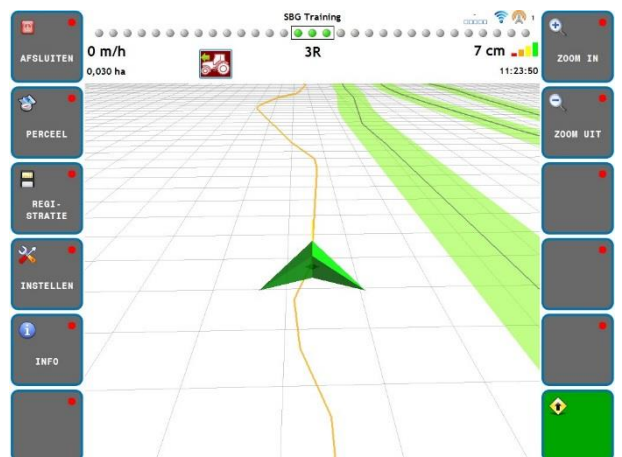 SBG Training
1
AFSLUITEN
0 m/h
3R
7 cm
ZOOM IN
0,030 ha
11:23:50
PERCEEL
ZOOM UIT
REGI-
STRATIE
INSTELLEN
INFO